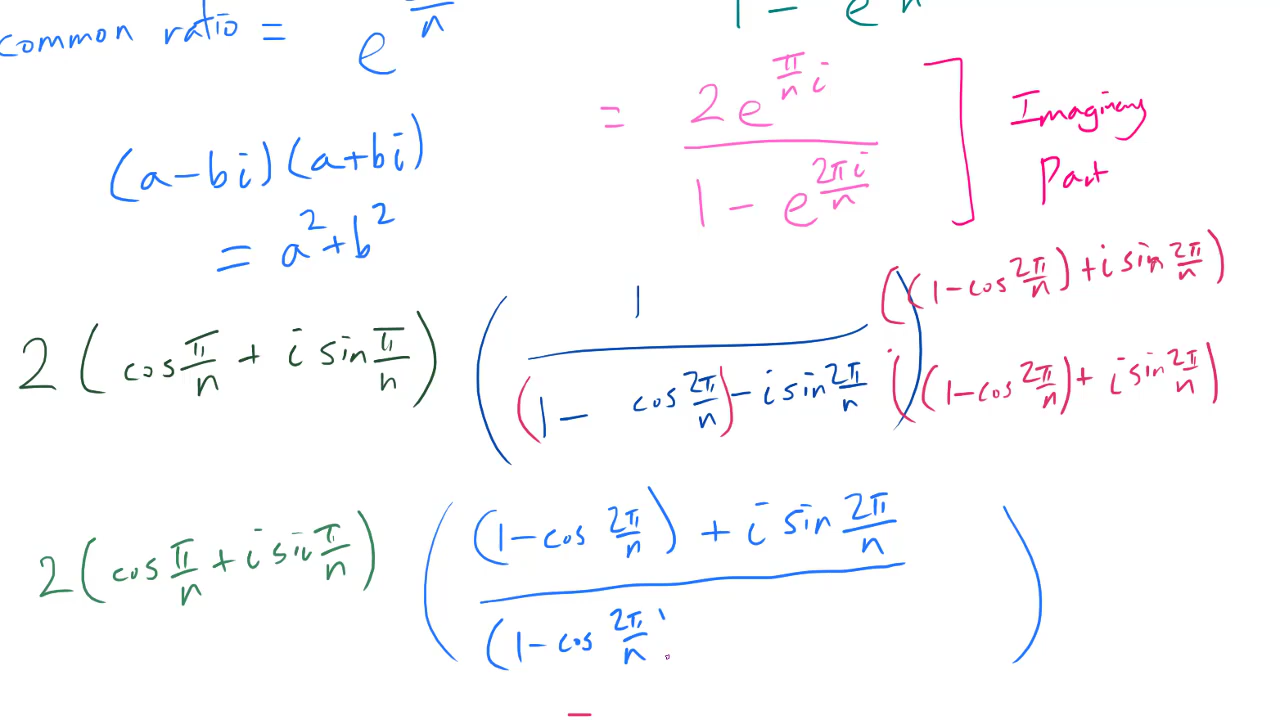 common ratio = e^(π/n)
1 - e^n
= 2e^(π/n i) / (1 - e^(2πi/n)) ] Imaginary Part
(a-bi)(a+bi)
= a²+b²
2(cos π/n + i sin π/n) (1 / ((1 - cos 2π/n) - i sin 2π/n)) (((1-cos 2π/n) + i sin 2π/n) / ((1-cos 2π/n) + i sin 2π/n))
2(cos π/n + i sin π/n) (((1-cos 2π/n) + i sin 2π/n) / (1-cos 2π/n))